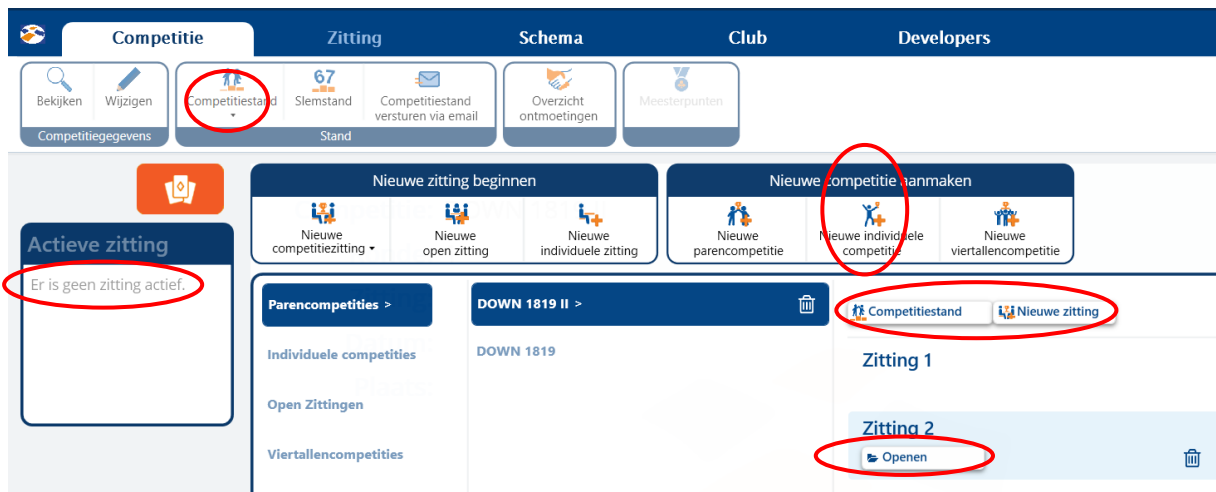 Competitie
Zitting
Schema
Club
Developers
Bekijken
Wijzigen
Competitiegegevens
Competitiestand
67
Slemstand
Competitiestand
versturen via email
Stand
Overzicht
ontmoetingen
Meesterpunten
Nieuwe zitting beginnen
Nieuwe
competitiezitting
Nieuwe
open zitting
Nieuwe
individuele zitting
Nieuwe competitie aanmaken
Nieuwe
parencompetitie
Nieuwe individuele
competitie
Nieuwe
viertallencompetitie
Actieve zitting
Er is geen zitting actief.
Parencompetities >
Individuele competities
Open Zittingen
Viertallencompetities
DOWN 1819 II >
DOWN 1819
Competitiestand
Nieuwe zitting
Zitting 1
Zitting 2
Openen